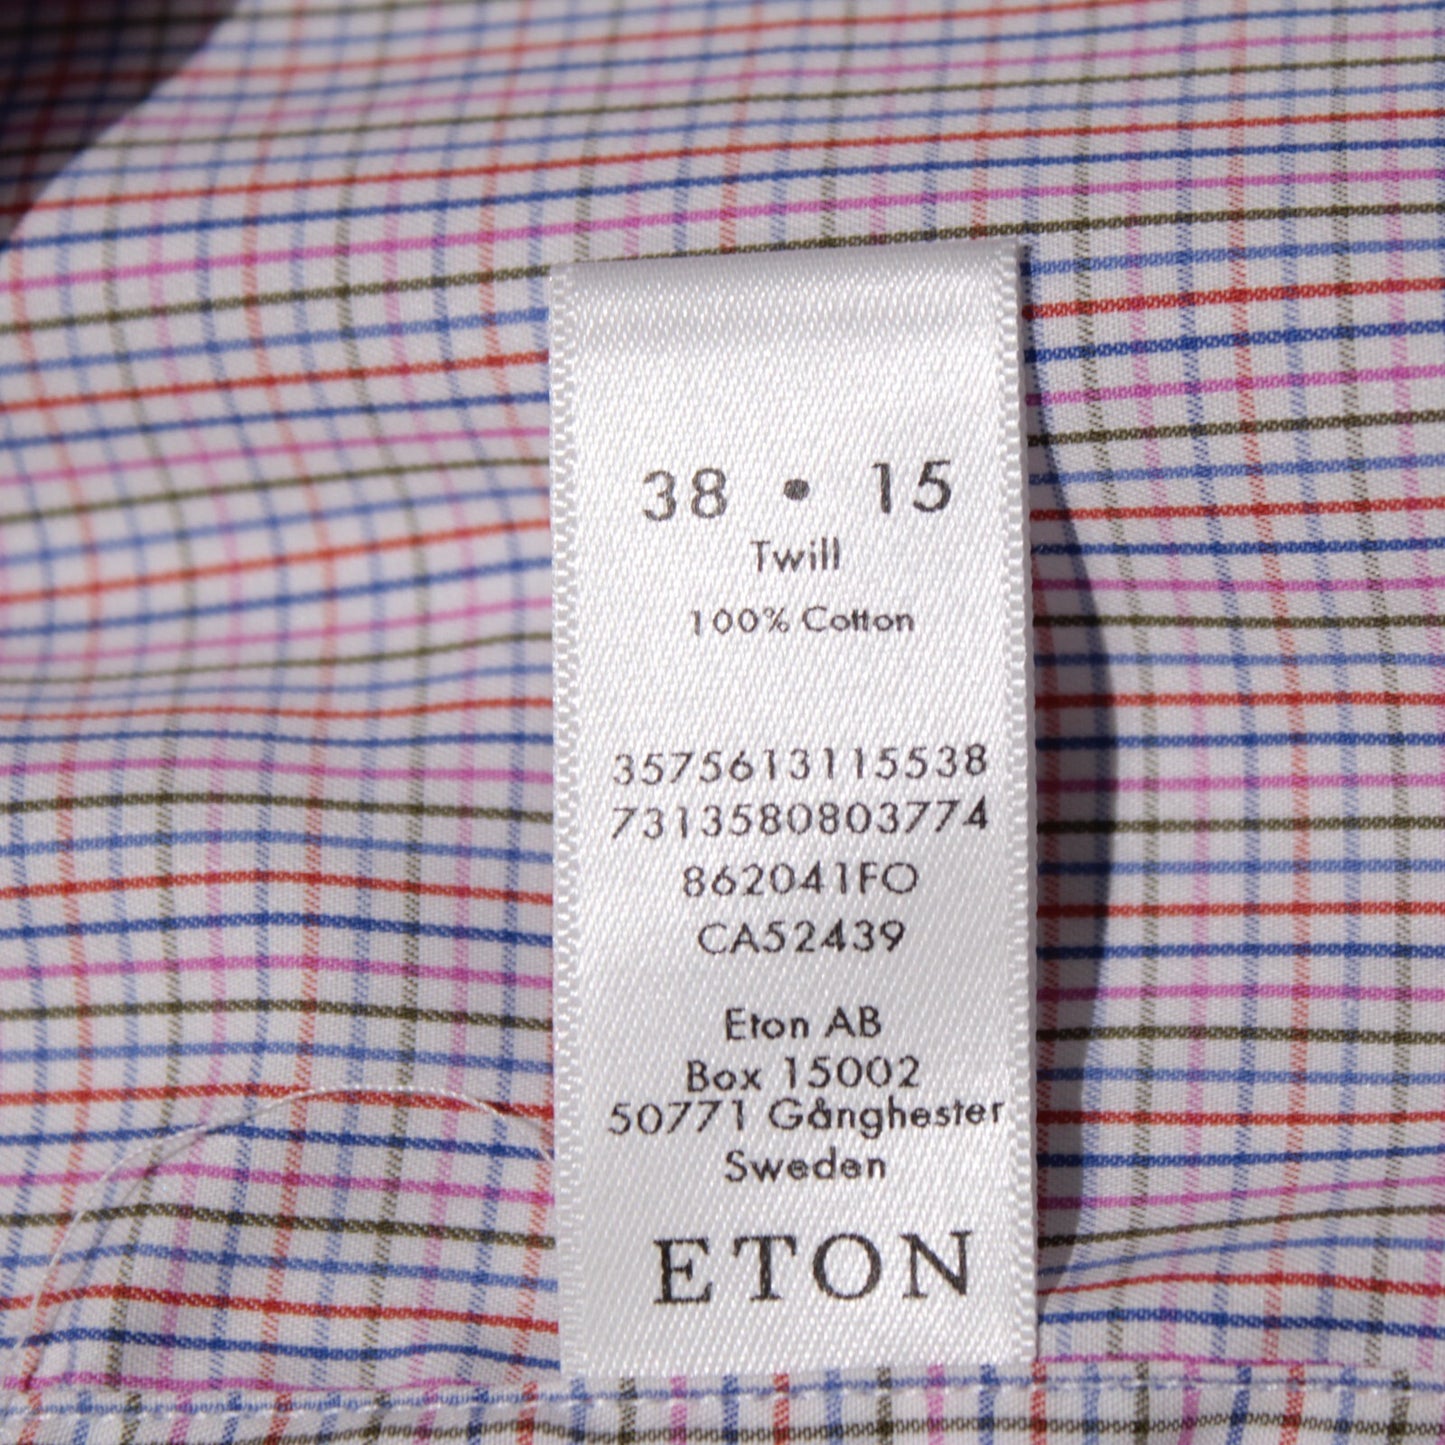 38 • 15
Twill
100% Cotton
3575613115538
7313580803774
862041FO
CA52439
Eton AB
Box 15002
50771 Gånghester
Sweden
ETON